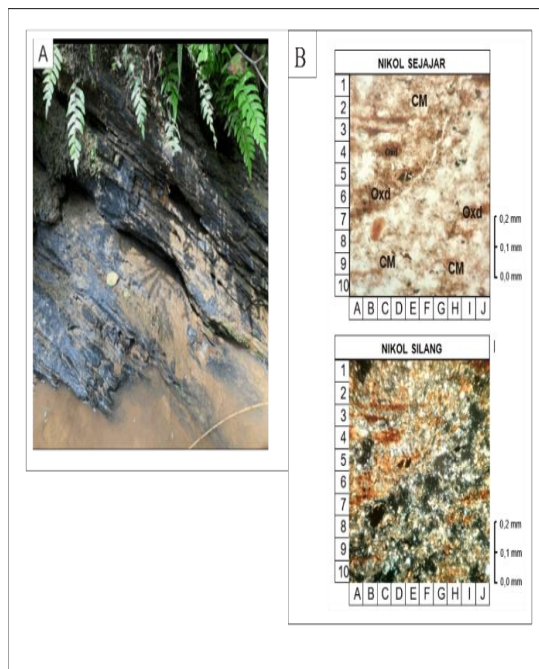 A
B
NIKOL SEJAJAR
1
2
3
4
5
6
7
8
9
10
CM
Oxd
Oxd
Oxd
CM
CM
0,2 mm
0,1 mm
0,0 mm
A B C D E F G H I J
NIKOL SILANG
1
2
3
4
5
6
7
8
9
10
0,2 mm
0,1 mm
0,0 mm
A B C D E F G H I J